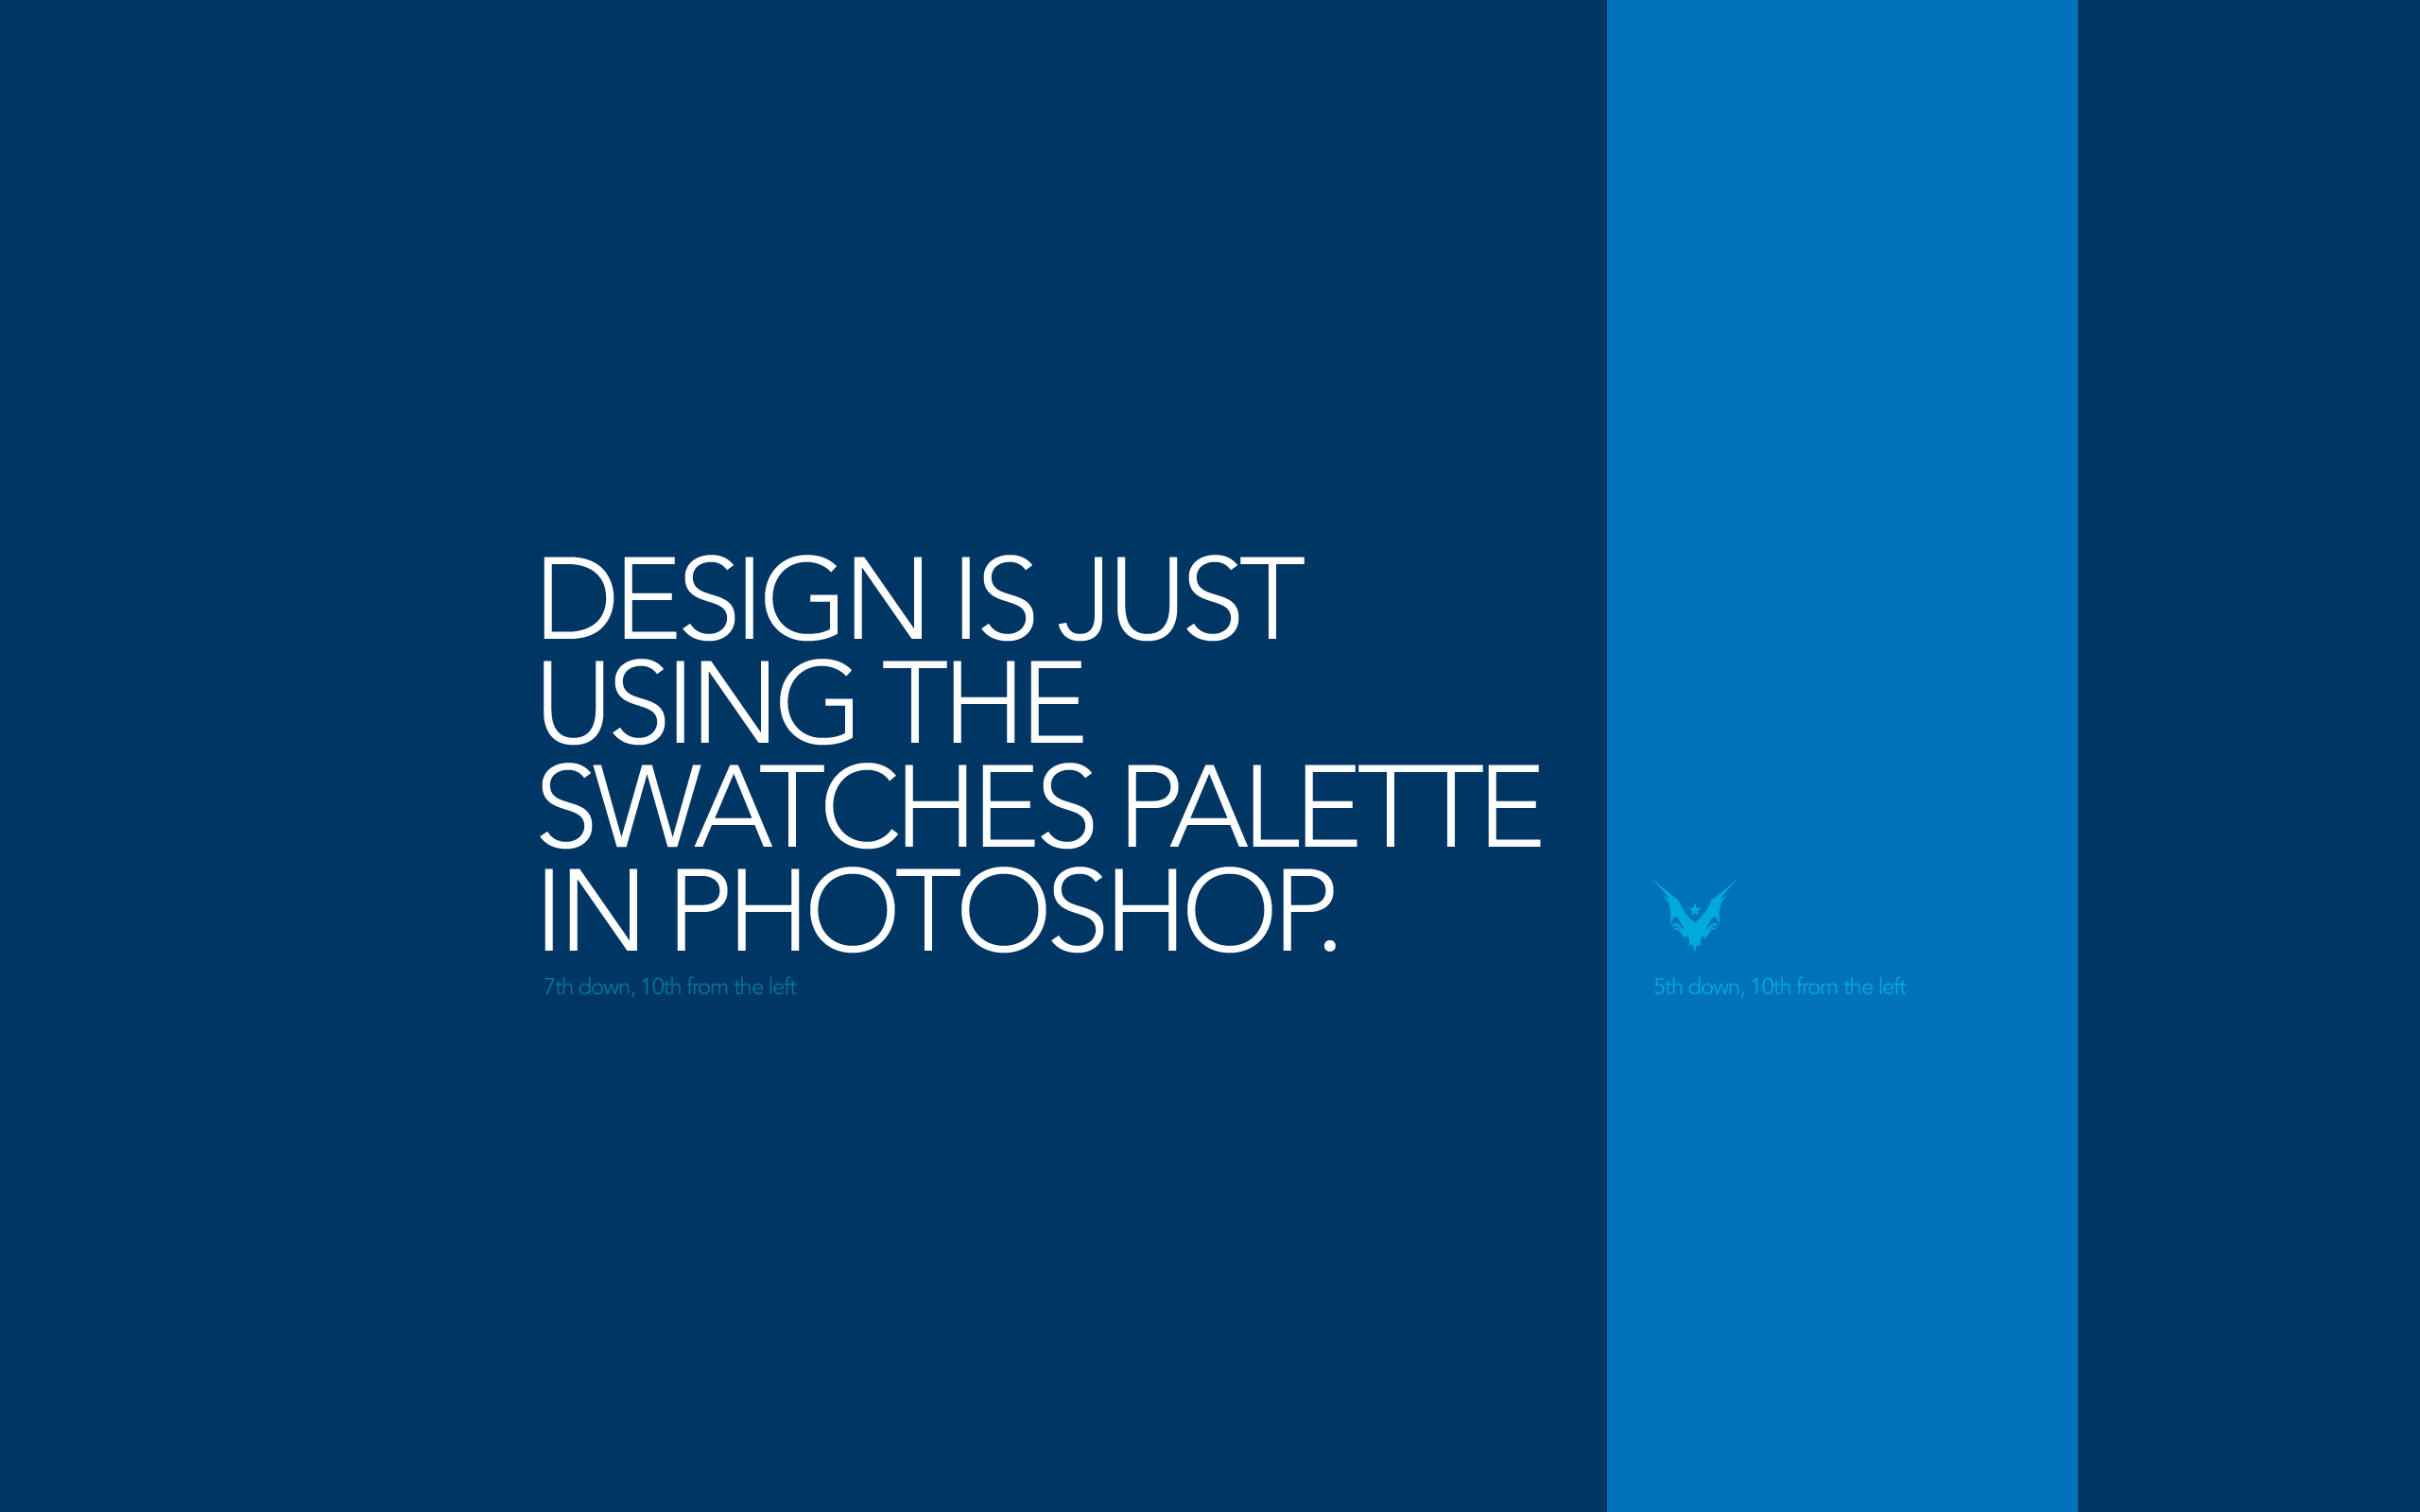 DESIGN IS JUST
USING THE
SWATCHES PALETTE
IN PHOTOSHOP.
7th down, 10th from the left
5th down, 10th from the left